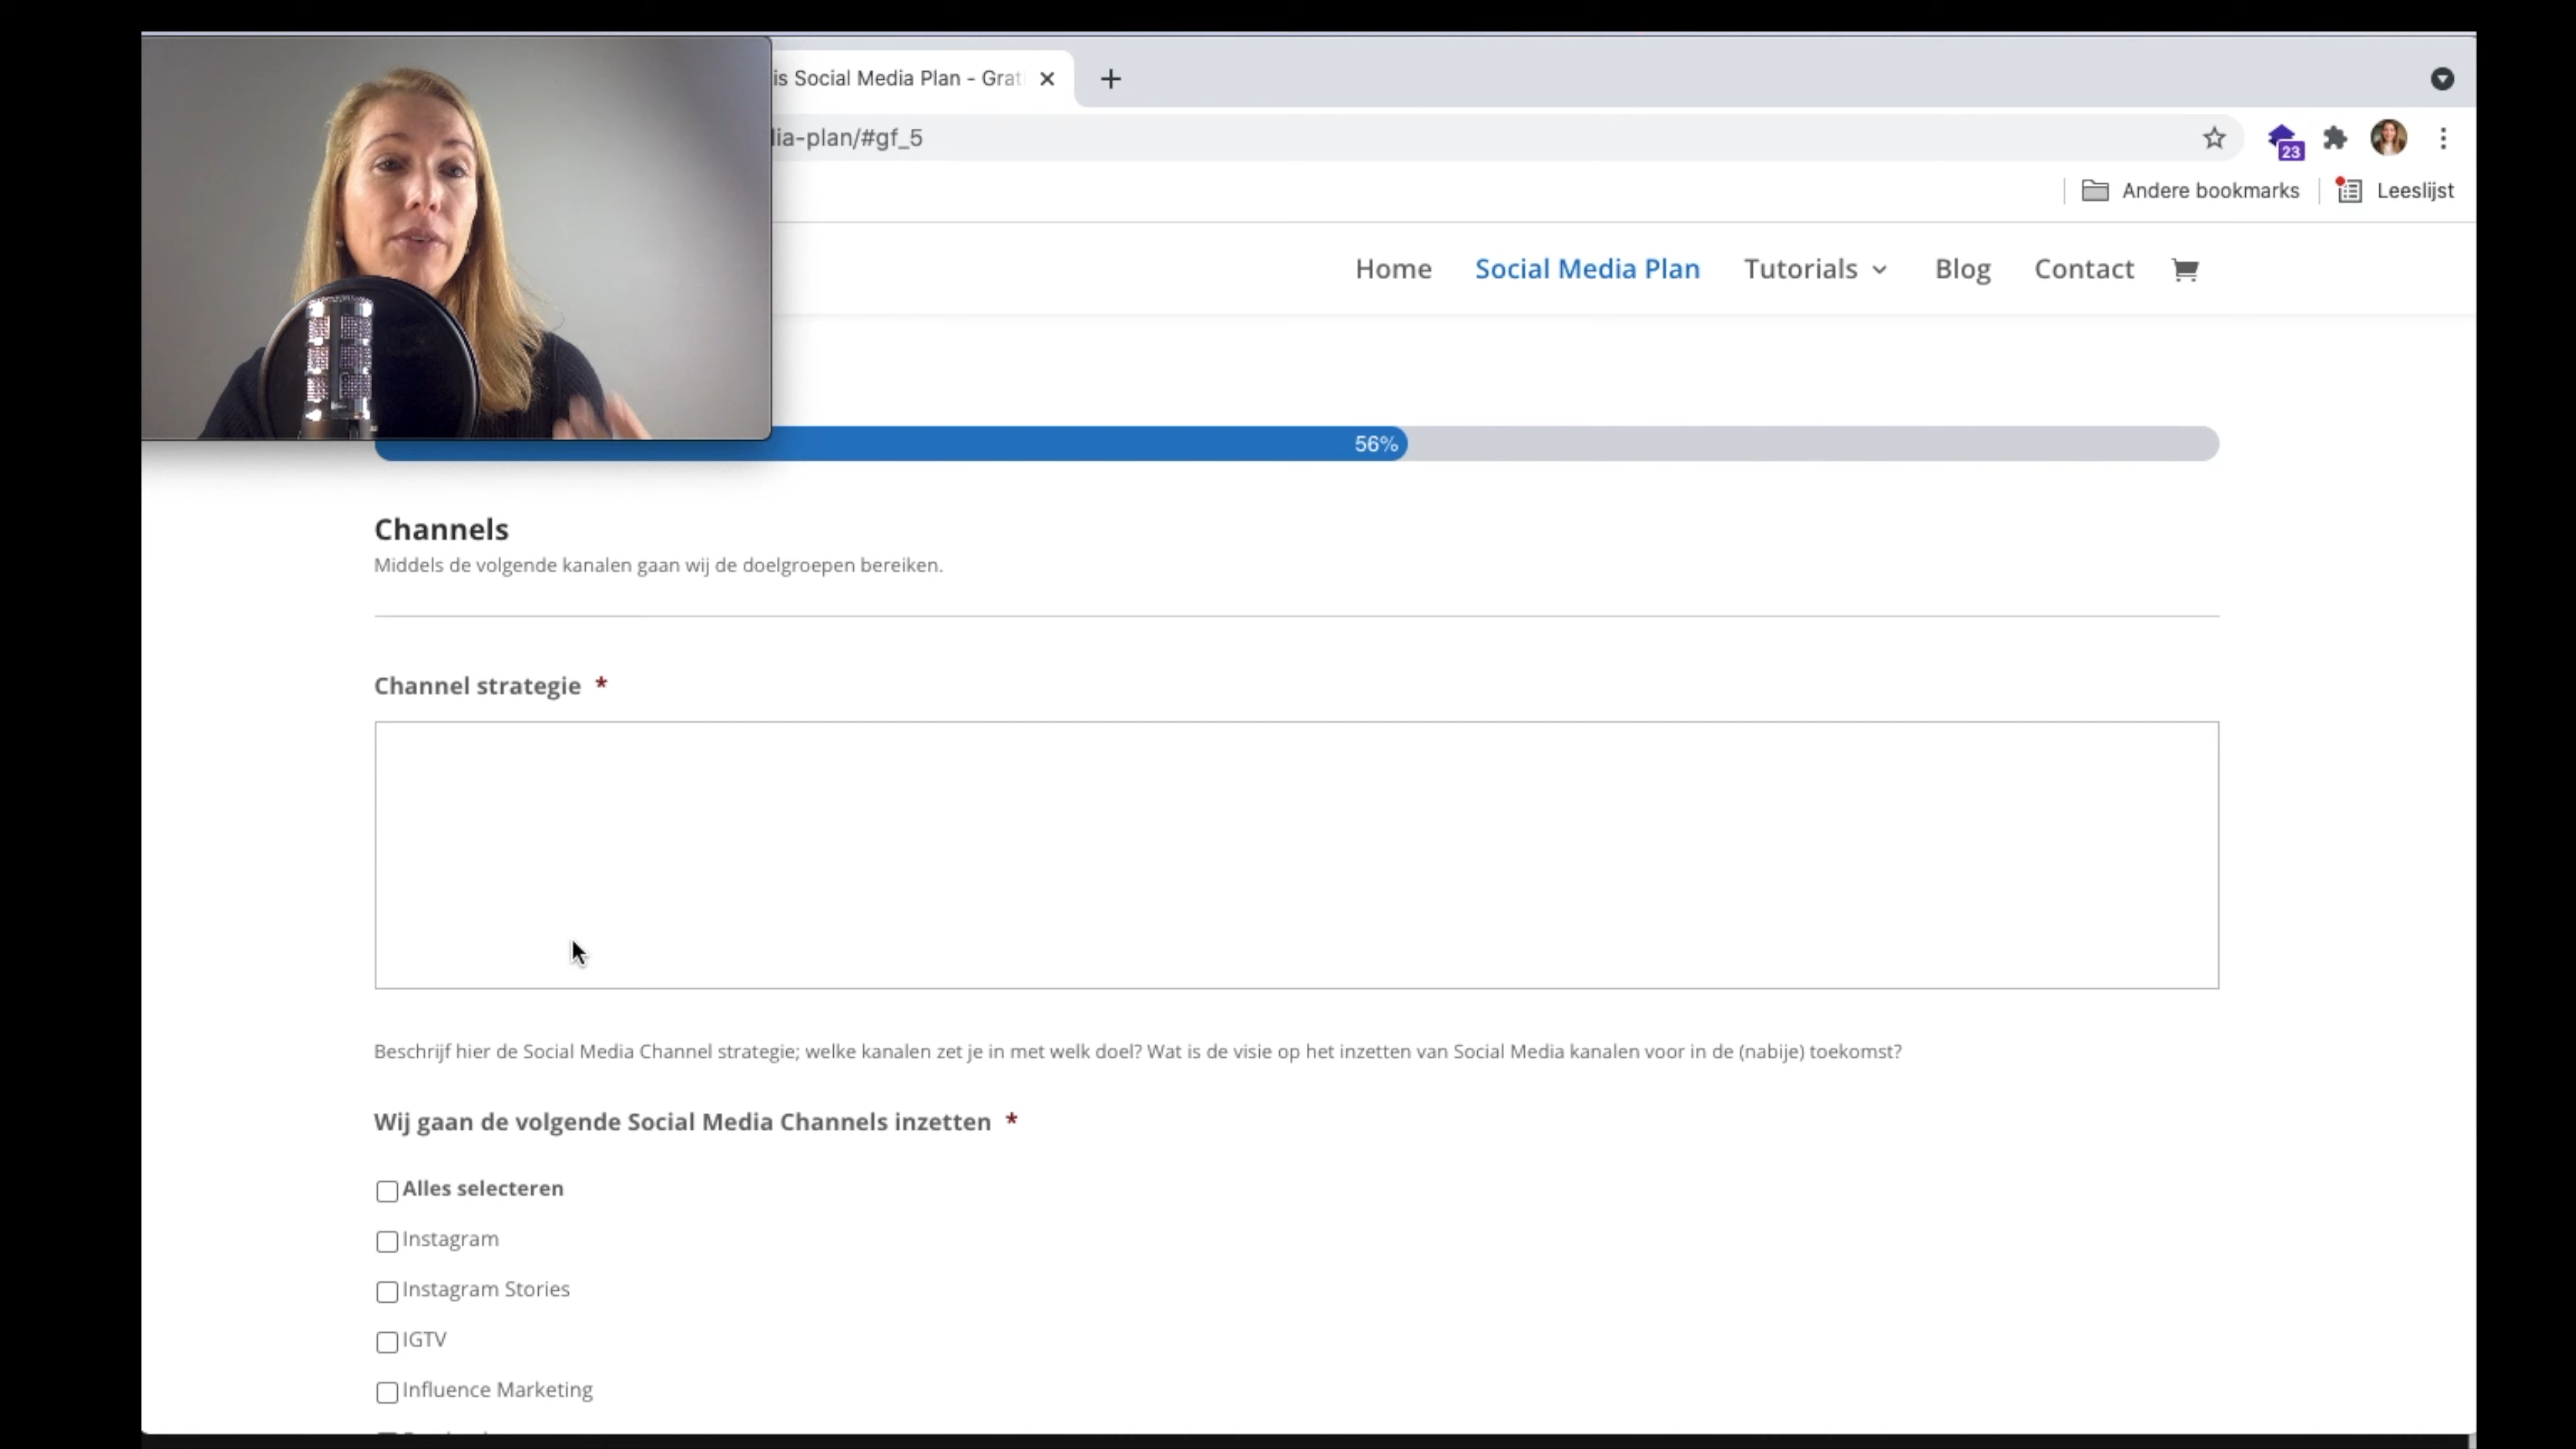 is Social Media Plan - Grat
ia-plan/#gf_5
23
Andere bookmarks
Leeslijst
Home
Social Media Plan
Tutorials
Blog
Contact
56%
Channels
Middels de volgende kanalen gaan wij de doelgroepen bereiken.
Channel strategie *
Beschrijf hier de Social Media Channel strategie; welke kanalen zet je in met welk doel? Wat is de visie op het inzetten van Social Media kanalen voor in de (nabije) toekomst?
Wij gaan de volgende Social Media Channels inzetten *
Alles selecteren
Instagram
Instagram Stories
IGTV
Influence Marketing